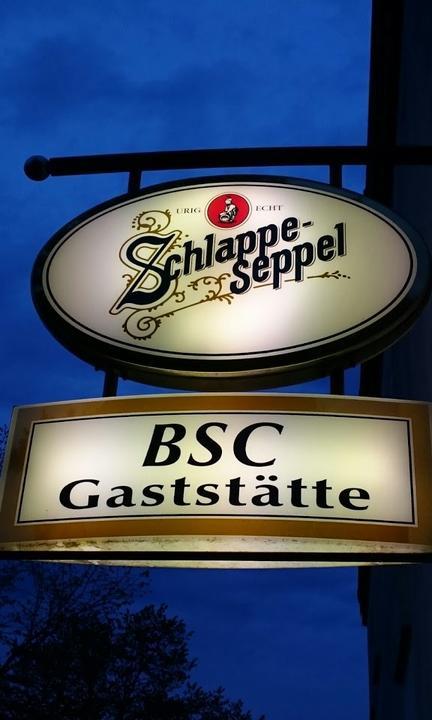 URIG ECHT
Schlappe-
Seppel
BSC
Gaststätte